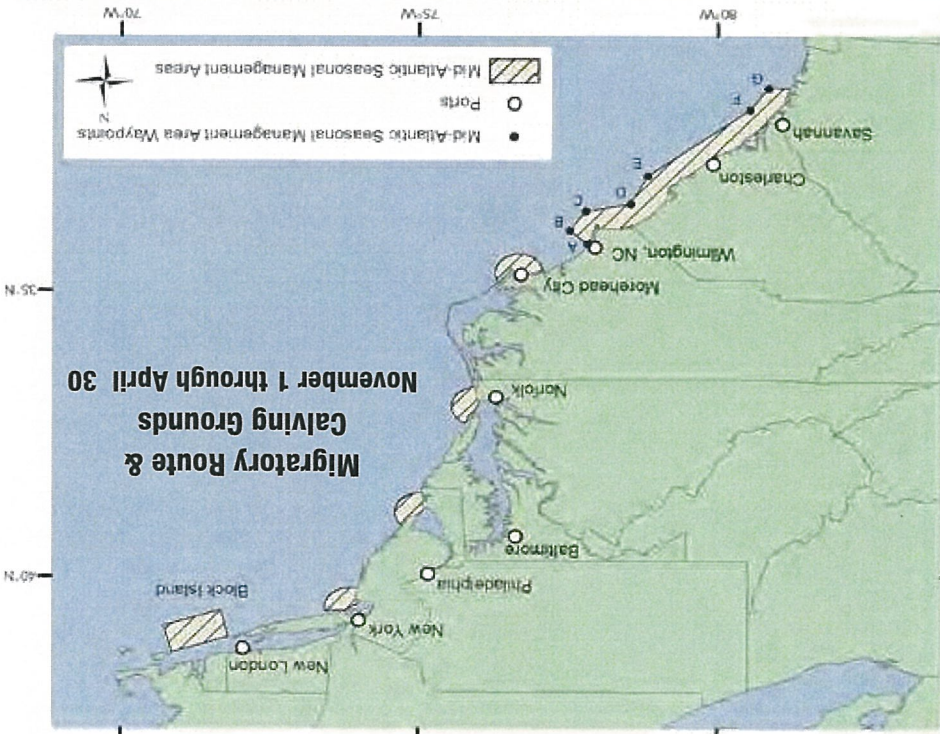 New London
New York
Block Island
40°N
Philadelphia
Baltimore
Migratory Route &
Calving Grounds
November 1 through April 30
Norfolk
35°N
Morehead City
Wilmington, NC
A
B
C
D
E
Charleston
Savannah
F
G
Mid-Atlantic Seasonal Management Area Waypoints
Ports
Mid-Atlantic Seasonal Management Areas
N
80°W
75°W
70°W